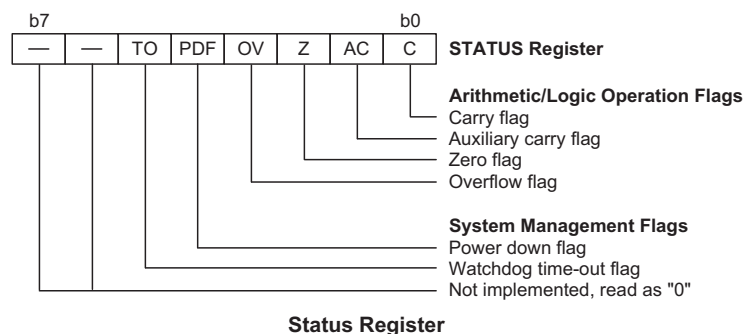 b7 b0
— — TO PDF OV Z AC C STATUS Register
Arithmetic/Logic Operation Flags
Carry flag
Auxiliary carry flag
Zero flag
Overflow flag
System Management Flags
Power down flag
Watchdog time-out flag
Not implemented, read as "0"
Status Register